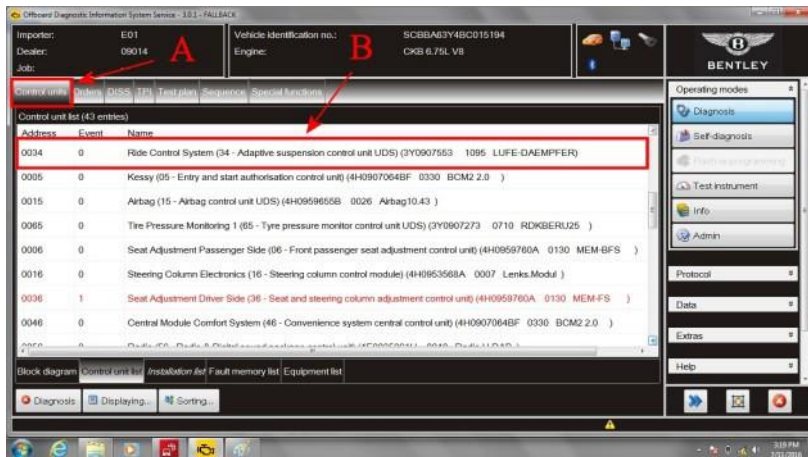 Offboard Diagnostic Information System Service - 3.0.1 - FALLBACK
Importer: E01
Dealer: 09014
Job:
Vehicle identification no.: SCBBA63Y4BC015194
Engine: CKB 6.75L V8
A
B
BENTLEY
Control units Orders DISS TPI Test plan Sequence Special functions
Control unit list (43 entries)
Address Event Name
0034 0 Ride Control System (34 - Adaptive suspension control unit UDS) (3Y0907553 1095 LUFE-DAEMPFER)
0005 0 Kessy (05 - Entry and start authorisation control unit) (4H0907064BF 0330 BCM2 2.0 )
0015 0 Airbag (15 - Airbag control unit UDS) (4H0959655B 0026 Airbag10.43 )
0065 0 Tire Pressure Monitoring 1 (65 - Tyre pressure monitor control unit UDS) (3Y0907273 0710 RDKBERU25 )
0006 0 Seat Adjustment Passenger Side (06 - Front passenger seat adjustment control unit) (4H0959760A 0130 MEM-BFS )
0016 0 Steering Column Electronics (16 - Steering column control module) (4H0953568A 0007 Lenks.Modul )
0036 1 Seat Adjustment Driver Side (36 - Seat and steering column adjustment control unit) (4H0959760A 0130 MEM-FS )
0046 0 Central Module Comfort System (46 - Convenience system central control unit) (4H0907064BF 0330 BCM2 2.0 )
Block diagram Control unit list Installation list Fault memory list Equipment list
Diagnosis Displaying... Sorting...
Operating modes
Diagnosis
Self-diagnosis
Test instrument
Info
Admin
Protocol
Data
Extras
Help
3:19 PM
7/11/2016